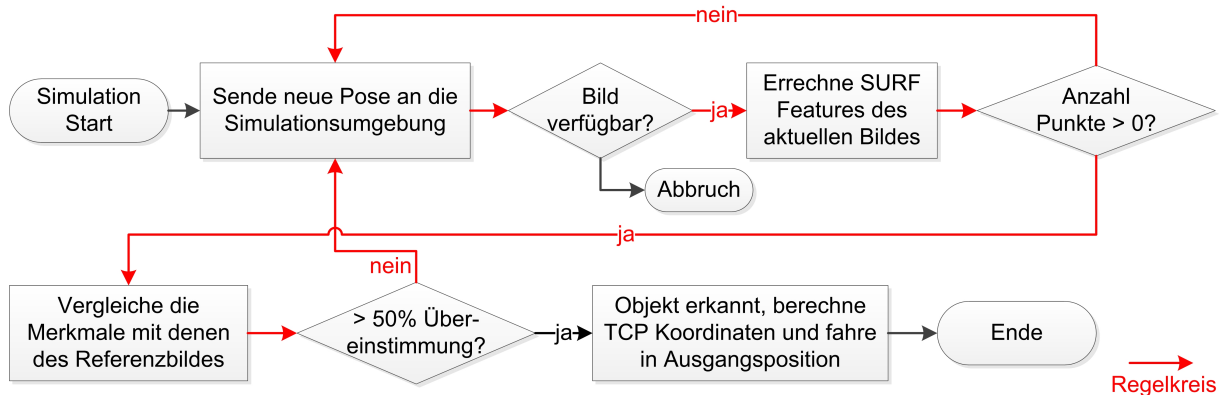 nein
Simulation
Start
Sende neue Pose an die
Simulationsumgebung
Bild
verfügbar?
ja
Errechne SURF
Features des
aktuellen Bildes
Anzahl
Punkte > 0?
Abbruch
ja
nein
Vergleiche die
Merkmale mit denen
des Referenzbildes
> 50% Über-
einstimmung?
ja
Objekt erkannt, berechne
TCP Koordinaten und fahre
in Ausgangsposition
Ende
Regelkreis